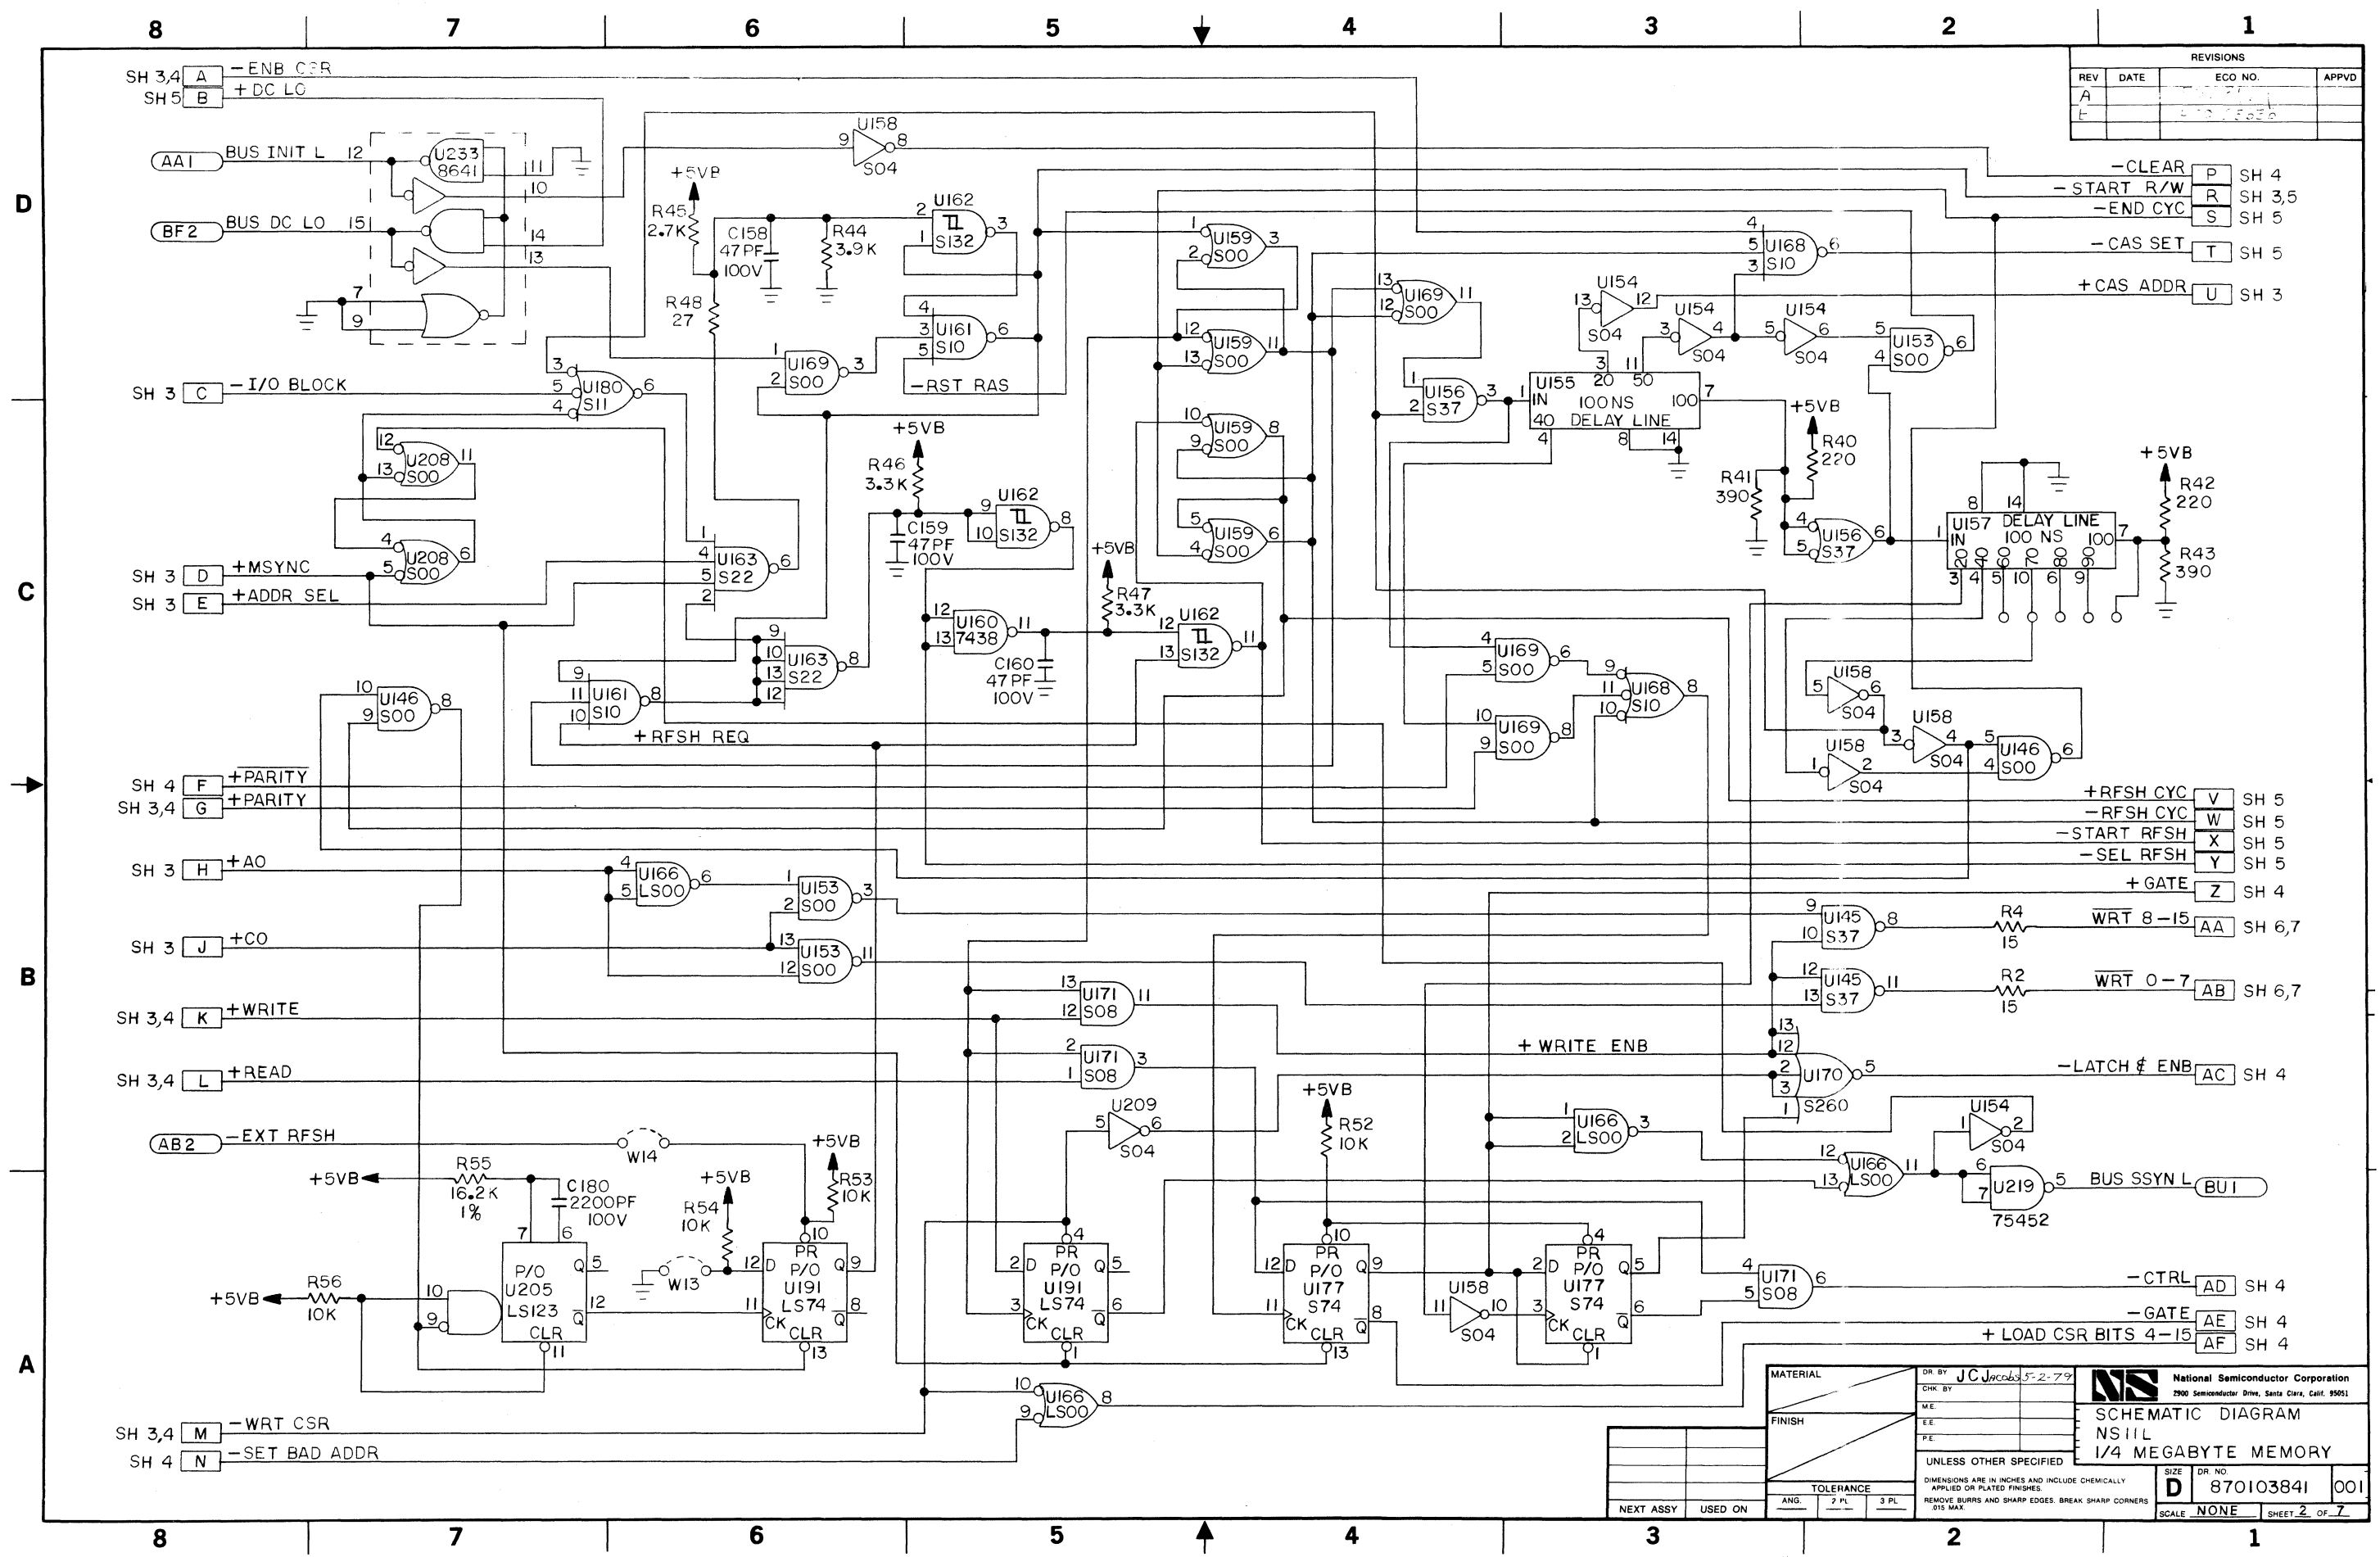 8 7 6 5 4 3 2 1
REVISIONS
REV DATE ECO NO. APPVD
A
SH 3,4 A -ENB CSR
SH 5 B +DC LO
AA1 BUS INIT L 12
U233
8641
11
10
BF2 BUS DC LO 15
14
13
7
9
SH 3 C -I/O BLOCK
D
C
B
A
9 U158 8
S04
+5VB
R45
2.7K
C158
47PF
100V
R44
3.9K
R48
27
2 U162 3
1 S132
4
3 U161 6
5 S10
-RST RAS
1 U169 3
2 S00
3
5 U180 6
4 S11
1 U159 3
2 S00
12 U159 11
13 S00
10 U159 8
9 S00
5 U159 6
4 S00
13 U169 11
12 S00
1 U156 3
2 S37
4
5 U168 6
3 S10
13 U154 12
S04
3 U154 4
S04
5 U154 6
S04
5 U153 6
4 S00
3 11
1 U155 20 50 7
IN 100NS 100
40 DELAY LINE
4 8 14
+5VB
R40
220
R41
390
4 U156 6
5 S37
-CLEAR P SH 4
-START R/W R SH 3,5
-END CYC S SH 5
-CAS SET T SH 5
+CAS ADDR U SH 3
12 U208 11
13 S00
4 U208 6
5 S00
SH 3 D +MSYNC
SH 3 E +ADDR SEL
1
4 U163 6
5 S22
2
9
10 U163 8
13 S22
12
9
11 U161 8
10 S10
+RFSH REQ
+5VB
R46
3.3K
C159
47PF
100V
9 U162 8
10 S132
+5VB
R47
3.3K
12 U160 11
13 7438
C160
47PF
100V
12 U162 11
13 S132
8 14
1 U157 DELAY LINE 7
IN 100 NS 100
20 40 60 70 80 90
3 4 5 10 6 9
+5VB
R42
220
R43
390
4 U169 6
5 S00
10 U169 8
9 S00
9
11 U168 8
10 S10
5 U158 6
S04
3 U158 4
S04
1 U158 2
S04
5 U146 6
4 S00
10 U146 8
9 S00
SH 4 F +PARITY
SH 3,4 G +PARITY
+RFSH CYC V SH 5
-RFSH CYC W SH 5
-START RFSH X SH 5
-SEL RFSH Y SH 5
+GATE Z SH 4
SH 3 H +A0
4 U166 6
5 LS00
1 U153 3
2 S00
SH 3 J +C0
13 U153 11
12 S00
9 U145 8
10 S37
R4
15
WRT 8-15 AA SH 6,7
12 U145 11
13 S37
R2
15
WRT 0-7 AB SH 6,7
SH 3,4 K +WRITE
13 U171 11
12 S08
SH 3,4 L +READ
2 U171 3
1 S08
+WRITE ENB
13
12
2 U170 5
3
1 S260
-LATCH & ENB AC SH 4
AB2 -EXT RFSH
W14
5 U209 6
S04
+5VB
R52
10K
1 U166 3
2 LS00
1 U154 2
S04
12 U166 11
13 LS00
6 U219 5
7
75452
BUS SSYN L BU1
+5VB
R55
16.2K
1%
C180
2200PF
100V
+5VB
R56
10K
10
9
7 6
P/O Q 5
U205
LS123 Q 12
CLR
11
+5VB
R54
10K
W13
+5VB
R53
10K
10
PR
12 D P/O Q 9
U191
11 LS74 8
CK Q
CLR
13
4
PR
2 D P/O Q 5
U191
3 LS74 Q 6
CK
CLR
1
10
PR
12 D P/O Q 9
U177
11 S74 8
CK Q
CLR
13
11 U158 10
S04
4
PR
2 D P/O Q 5
U177
3 S74 6
CK Q
CLR
1
4 U171 6
5 S08
-CTRL AD SH 4
-GATE AE SH 4
+LOAD CSR BITS 4-15 AF SH 4
10 U166 8
9 LS00
SH 3,4 M -WRT CSR
SH 4 N -SET BAD ADDR
MATERIAL
FINISH
TOLERANCE
ANG. 2 PL 3 PL
NEXT ASSY USED ON
DR. BY JCJacobs 5-2-79
CHK. BY
M.E.
E.E.
P.E.
UNLESS OTHER SPECIFIED
DIMENSIONS ARE IN INCHES AND INCLUDE CHEMICALLY
APPLIED OR PLATED FINISHES.
REMOVE BURRS AND SHARP EDGES. BREAK SHARP CORNERS
.015 MAX.
NS National Semiconductor Corporation
2900 Semiconductor Drive, Santa Clara, Calif. 95051
SCHEMATIC DIAGRAM
NS11L
1/4 MEGABYTE MEMORY
SIZE D DR. NO. 870103841 001
SCALE NONE SHEET 2 OF 7
8 7 6 5 4 3 2 1